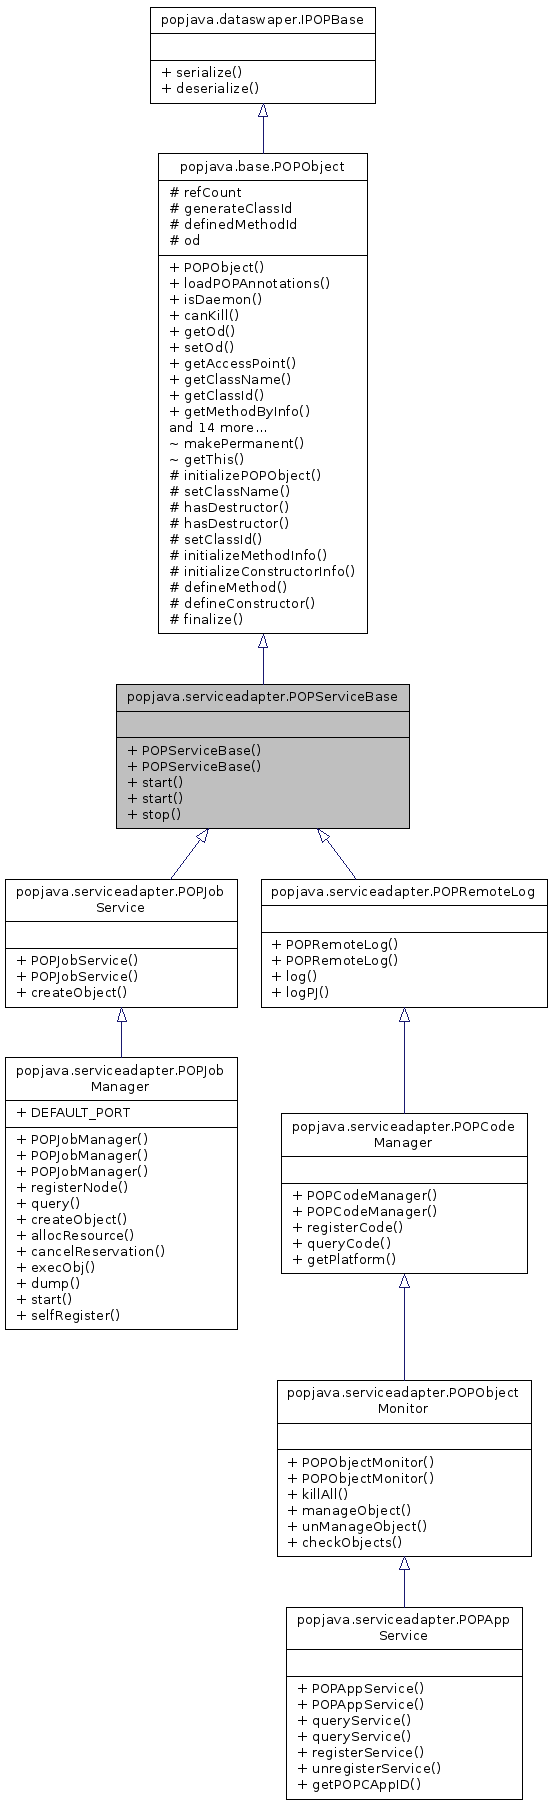 popjava.dataswaper.IPOPBase
+ serialize()
+ deserialize()
popjava.base.POPObject
# refCount
# generateClassId
# definedMethodId
# od
+ POPObject()
+ loadPOPAnnotations()
+ isDaemon()
+ canKill()
+ getOd()
+ setOd()
+ getAccessPoint()
+ getClassName()
+ getClassId()
+ getMethodByInfo()
and 14 more...
~ makePermanent()
~ getThis()
# initializePOPObject()
# setClassName()
# hasDestructor()
# hasDestructor()
# setClassId()
# initializeMethodInfo()
# initializeConstructorInfo()
# defineMethod()
# defineConstructor()
# finalize()
popjava.serviceadapter.POPServiceBase
+ POPServiceBase()
+ POPServiceBase()
+ start()
+ start()
+ stop()
popjava.serviceadapter.POPJob
Service
+ POPJobService()
+ POPJobService()
+ createObject()
popjava.serviceadapter.POPRemoteLog
+ POPRemoteLog()
+ POPRemoteLog()
+ log()
+ logPJ()
popjava.serviceadapter.POPJob
Manager
+ DEFAULT_PORT
+ POPJobManager()
+ POPJobManager()
+ POPJobManager()
+ registerNode()
+ query()
+ createObject()
+ allocResource()
+ cancelReservation()
+ execObj()
+ dump()
+ start()
+ selfRegister()
popjava.serviceadapter.POPCode
Manager
+ POPCodeManager()
+ POPCodeManager()
+ registerCode()
+ queryCode()
+ getPlatform()
popjava.serviceadapter.POPObject
Monitor
+ POPObjectMonitor()
+ POPObjectMonitor()
+ killAll()
+ manageObject()
+ unManageObject()
+ checkObjects()
popjava.serviceadapter.POPApp
Service
+ POPAppService()
+ POPAppService()
+ queryService()
+ queryService()
+ registerService()
+ unregisterService()
+ getPOPCAppID()